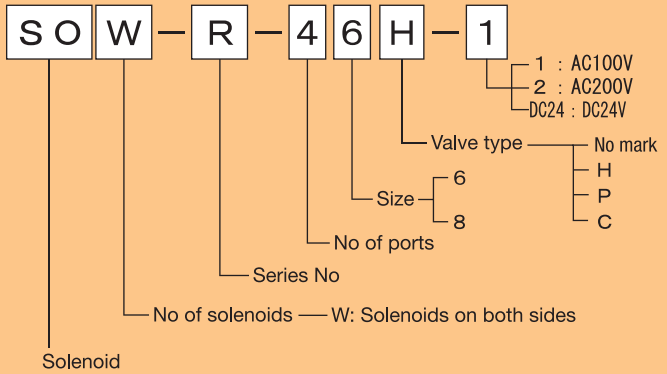 SO W - R - 4 6 H - 1
1 : AC100V
2 : AC200V
DC24 : DC24V
Valve type No mark
H
P
C
Size 6
8
No of ports
Series No
No of solenoids W: Solenoids on both sides
Solenoid